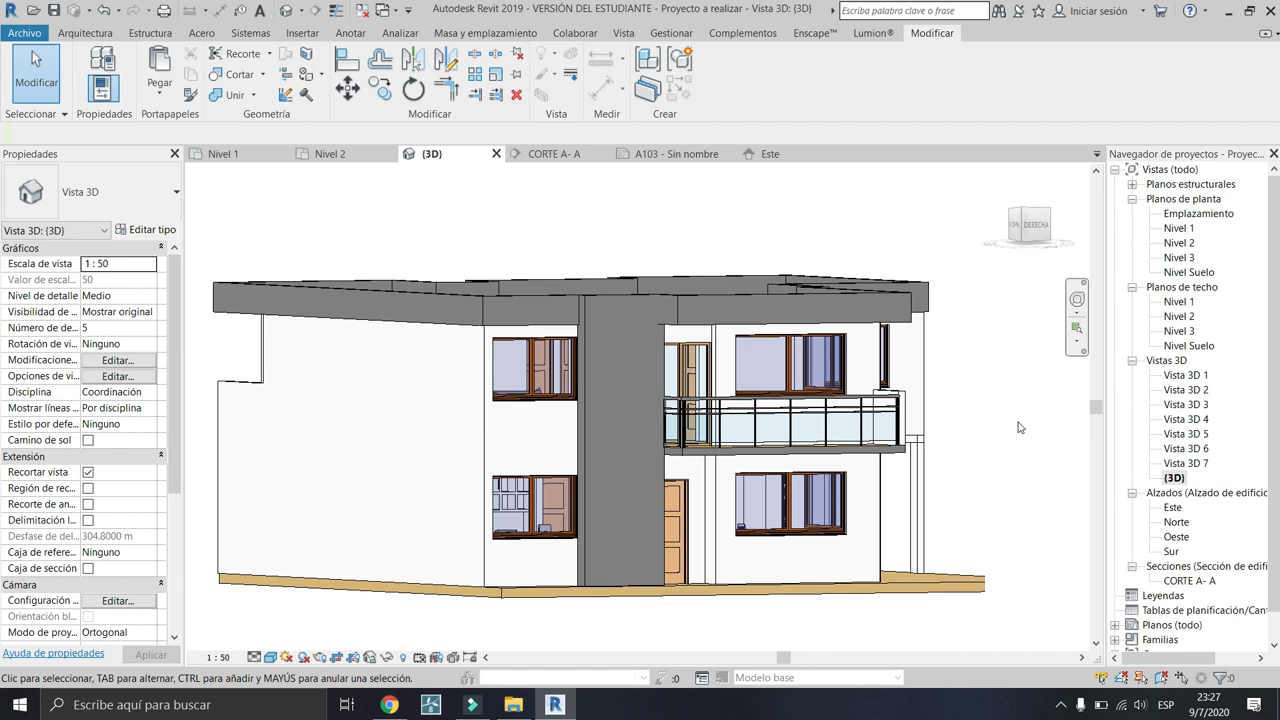 Autodesk Revit 2019 - VERSIÓN DEL ESTUDIANTE - Proyecto a realizar - Vista 3D: {3D}
Escriba palabra clave o frase
Iniciar sesión
Archivo Arquitectura Estructura Acero Sistemas Insertar Anotar Analizar Masa y emplazamiento Colaborar Vista Gestionar Complementos Enscape™ Lumion® Modificar
Modificar
Pegar
Recorte
Cortar
Unir
Seleccionar Propiedades Portapapeles Geometría Modificar Vista Medir Crear
Propiedades
Nivel 1
Nivel 2
{3D}
CORTE A- A
A103 - Sin nombre
Este
Navegador de proyectos - Proyec...
Vista 3D
Vista 3D: {3D}
Editar tipo
Gráficos
Escala de vista 1 : 50
Valor de escal... 50
Nivel de detalle Medio
Visibilidad de ... Mostrar original
Número de de... 5
Rotación de vi... Ninguno
Modificacione... Editar...
Opciones de vi... Editar...
Disciplina Coordinación
Mostrar líneas ... Por disciplina
Estilo por defe... Ninguno
Camino de sol
Extensión
Recortar vista
Región de rec...
Recorte de an...
Delimitación l...
Desfase de del... 304.8000 m
Caja de refere... Ninguno
Caja de sección
Cámara
Configuración ... Editar...
Orientación bl...
Modo de proy... Ortogonal
Ayuda de propiedades
Aplicar
DERECHA
Vistas (todo)
Planos estructurales
Planos de planta
Emplazamiento
Nivel 1
Nivel 2
Nivel 3
Nivel Suelo
Planos de techo
Nivel 1
Nivel 2
Nivel 3
Nivel Suelo
Vistas 3D
Vista 3D 1
Vista 3D 2
Vista 3D 3
Vista 3D 4
Vista 3D 5
Vista 3D 6
Vista 3D 7
{3D}
Alzados (Alzado de edific
Este
Norte
Oeste
Sur
Secciones (Sección de edifi
CORTE A- A
Leyendas
Tablas de planificación/Can
Planos (todo)
Familias
1 : 50
Clic para seleccionar, TAB para alternar, CTRL para añadir y MAYÚS para anular una selección.
:0
Modelo base
:0
Escribe aquí para buscar
ESP
23:27
9/7/2020